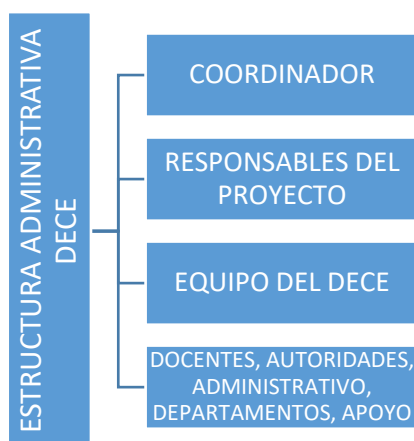 ESTRUCTURA ADMINISTRATIVA
DECE
COORDINADOR
RESPONSABLES DEL
PROYECTO
EQUIPO DEL DECE
DOCENTES, AUTORIDADES,
ADMINISTRATIVO,
DEPARTAMENTOS, APOYO